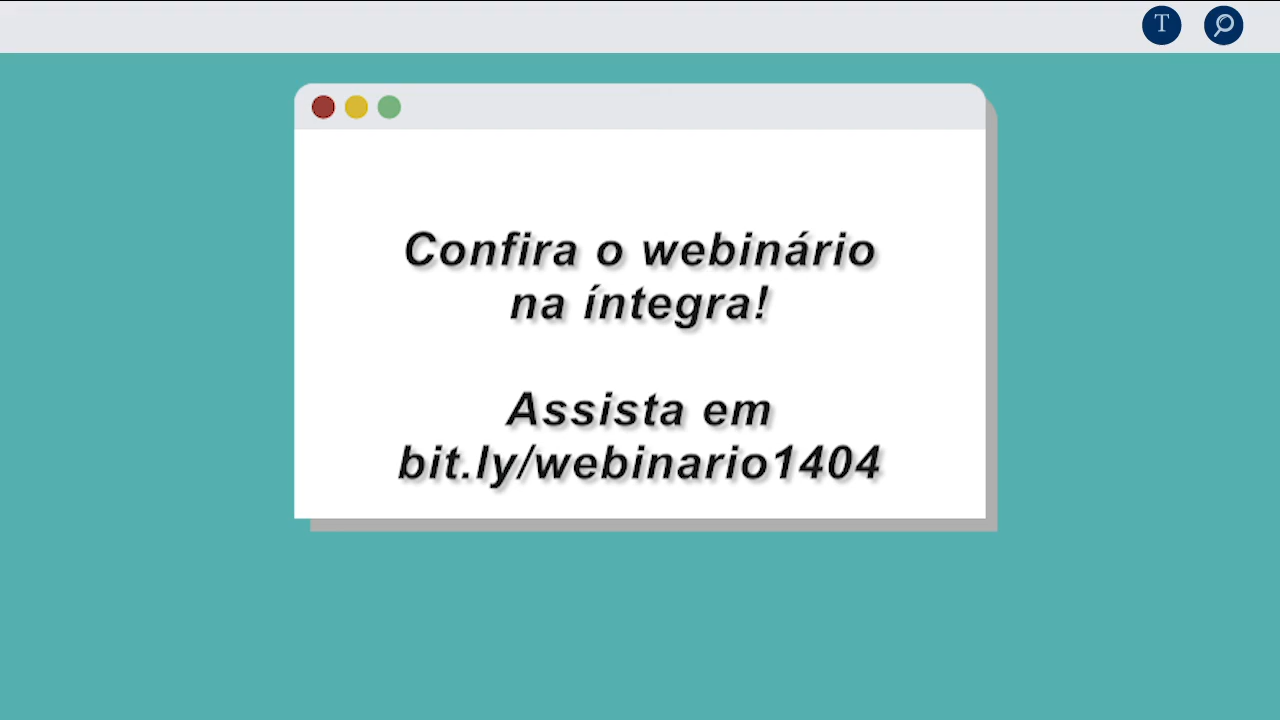 T
Confira o webinário
na íntegra!
Assista em
bit.ly/webinario1404